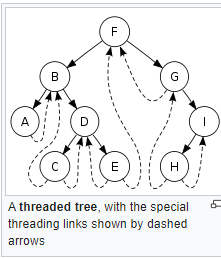 F
B G
A D I
C E H
A threaded tree, with the special
threading links shown by dashed
arrows